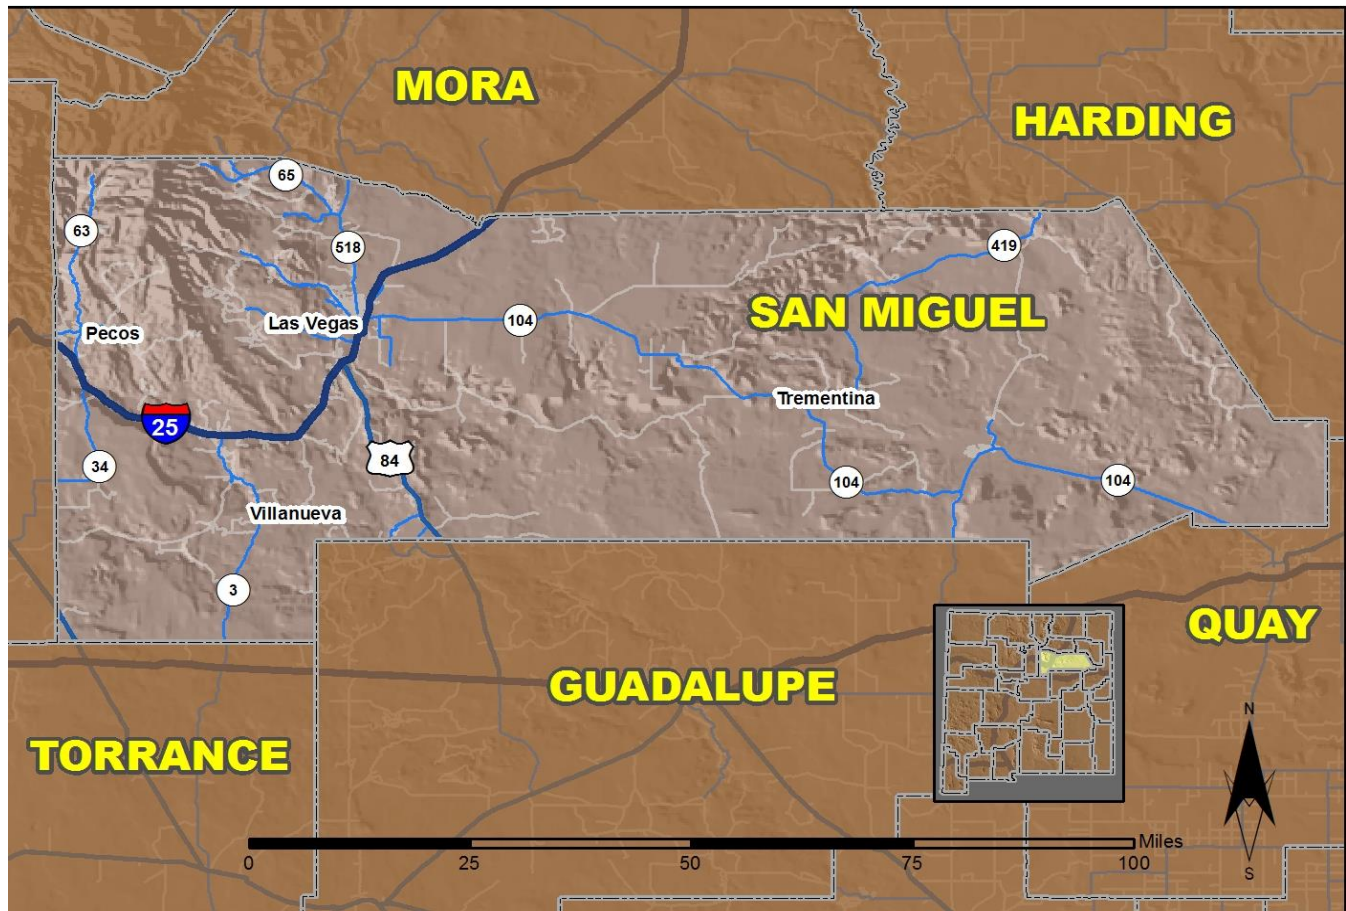 MORA
HARDING
65
63
518
419
104
SAN MIGUEL
Las Vegas
Pecos
Trementina
25
84
34
104
104
Villanueva
3
QUAY
GUADALUPE
TORRANCE
N
S
Miles
0 25 50 75 100